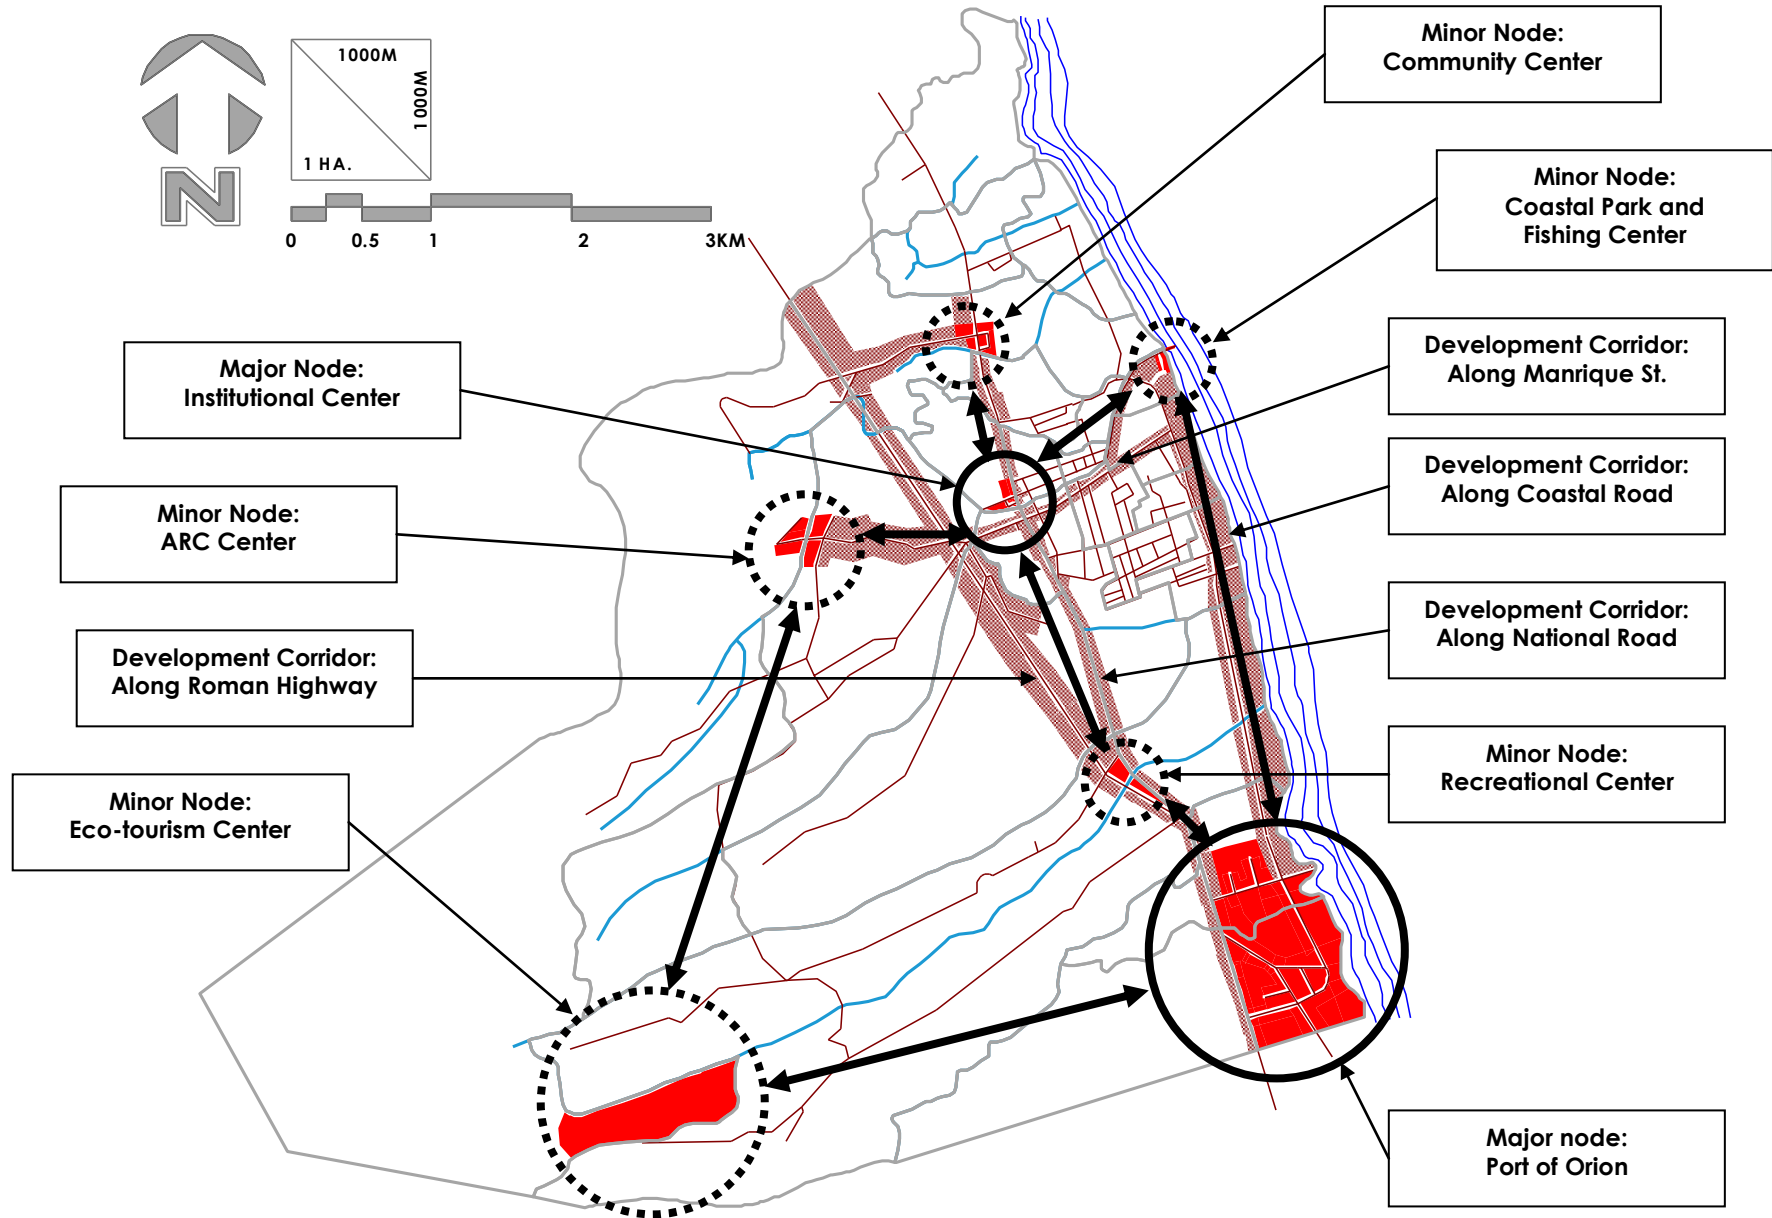 1000M
1000M
1 HA.
N
0 0.5 1 2 3KM
Minor Node:
Community Center
Minor Node:
Coastal Park and
Fishing Center
Development Corridor:
Along Manrique St.
Major Node:
Institutional Center
Development Corridor:
Along Coastal Road
Minor Node:
ARC Center
Development Corridor:
Along National Road
Development Corridor:
Along Roman Highway
Minor Node:
Recreational Center
Minor Node:
Eco-tourism Center
Major node:
Port of Orion